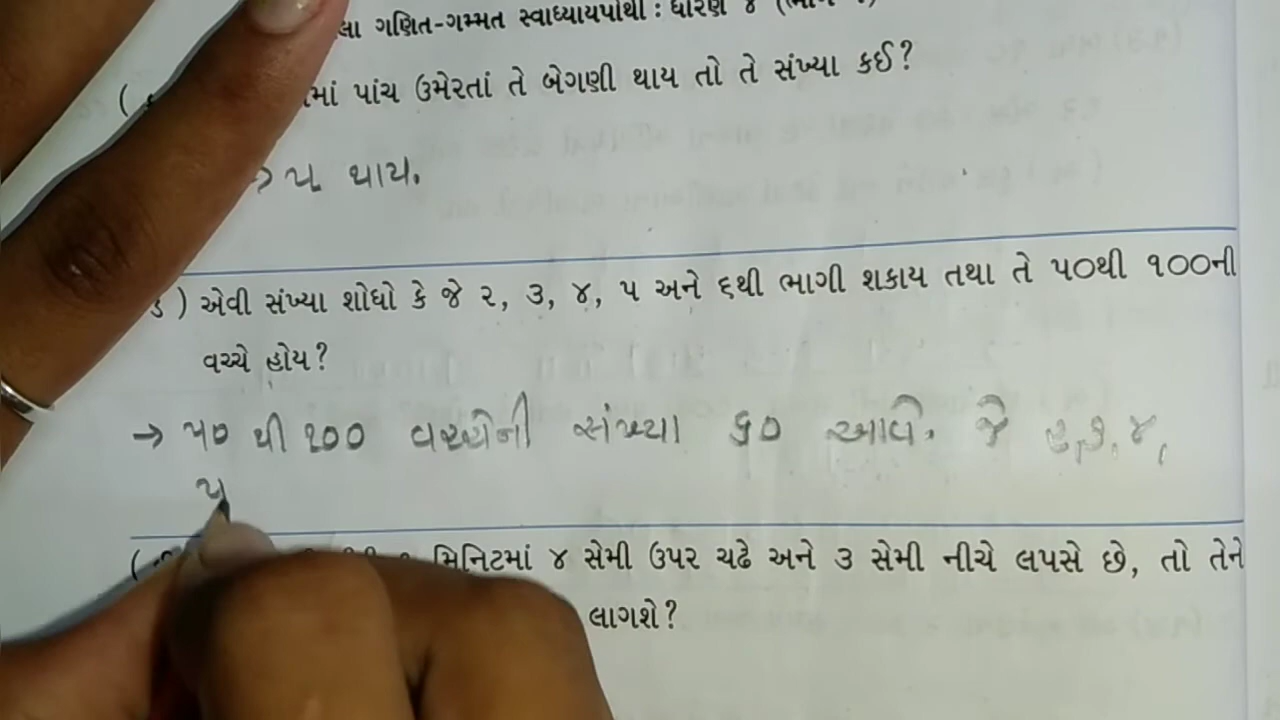 ગણિત-ગમ્મત સ્વાધ્યાયપોથી : ધોરણ ૪
પાંચ ઉમેરતાં તે બેગણી થાય તો તે સંખ્યા કઈ?
→ ૫ થાય.
ડ ) એવી સંખ્યા શોધો કે જે ૨, ૩, ૪, ૫ અને ૬થી ભાગી શકાય તથા તે ૫૦થી ૧૦૦ની
વચ્ચે હોય?
→ ૫૦ થી ૧૦૦ વચ્ચેની સંખ્યા ૬૦ આવે. જે ૨,૩,૪,
૫
મિનિટમાં ૪ સેમી ઉપર ચઢે અને ૩ સેમી નીચે લપસે છે, તો તેને
લાગશે?